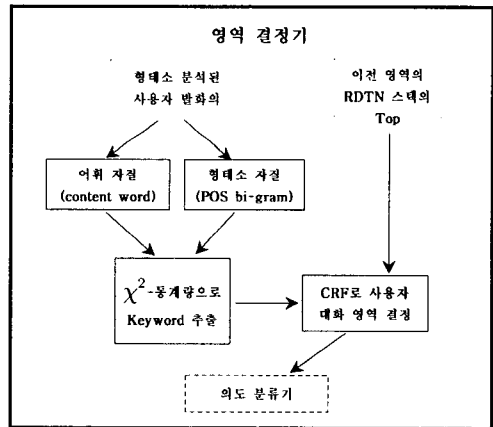 영역 결정기
형태소 분석된
사용자 발화의
이전 영역의
RDTN 스택의
Top
어휘 자질
(content word)
형태소 자질
(POS bi-gram)
χ²-통계량으로
Keyword 추출
CRF로 사용자
대화 영역 결정
의도 분류기